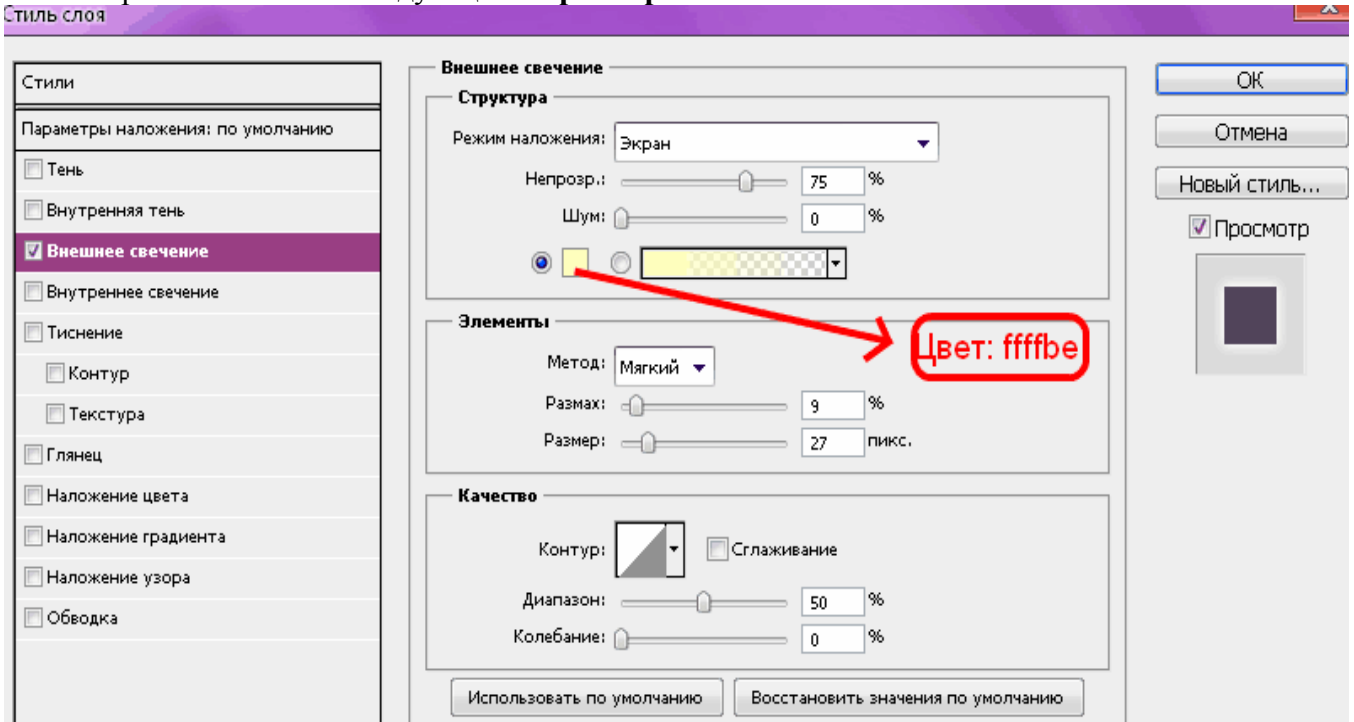 Стиль слоя
Стили
Параметры наложения: по умолчанию
Тень
Внутренняя тень
Внешнее свечение
Внутреннее свечение
Тиснение
Контур
Текстура
Глянец
Наложение цвета
Наложение градиента
Наложение узора
Обводка
Внешнее свечение
Структура
Режим наложения: Экран
Непрозр.: 75 %
Шум: 0 %
Элементы
Цвет: ffffbe
Метод: Мягкий
Размах: 9 %
Размер: 27 пикс.
Качество
Контур: Сглаживание
Диапазон: 50 %
Колебание: 0 %
Использовать по умолчанию Восстановить значения по умолчанию
ОК
Отмена
Новый стиль...
Просмотр